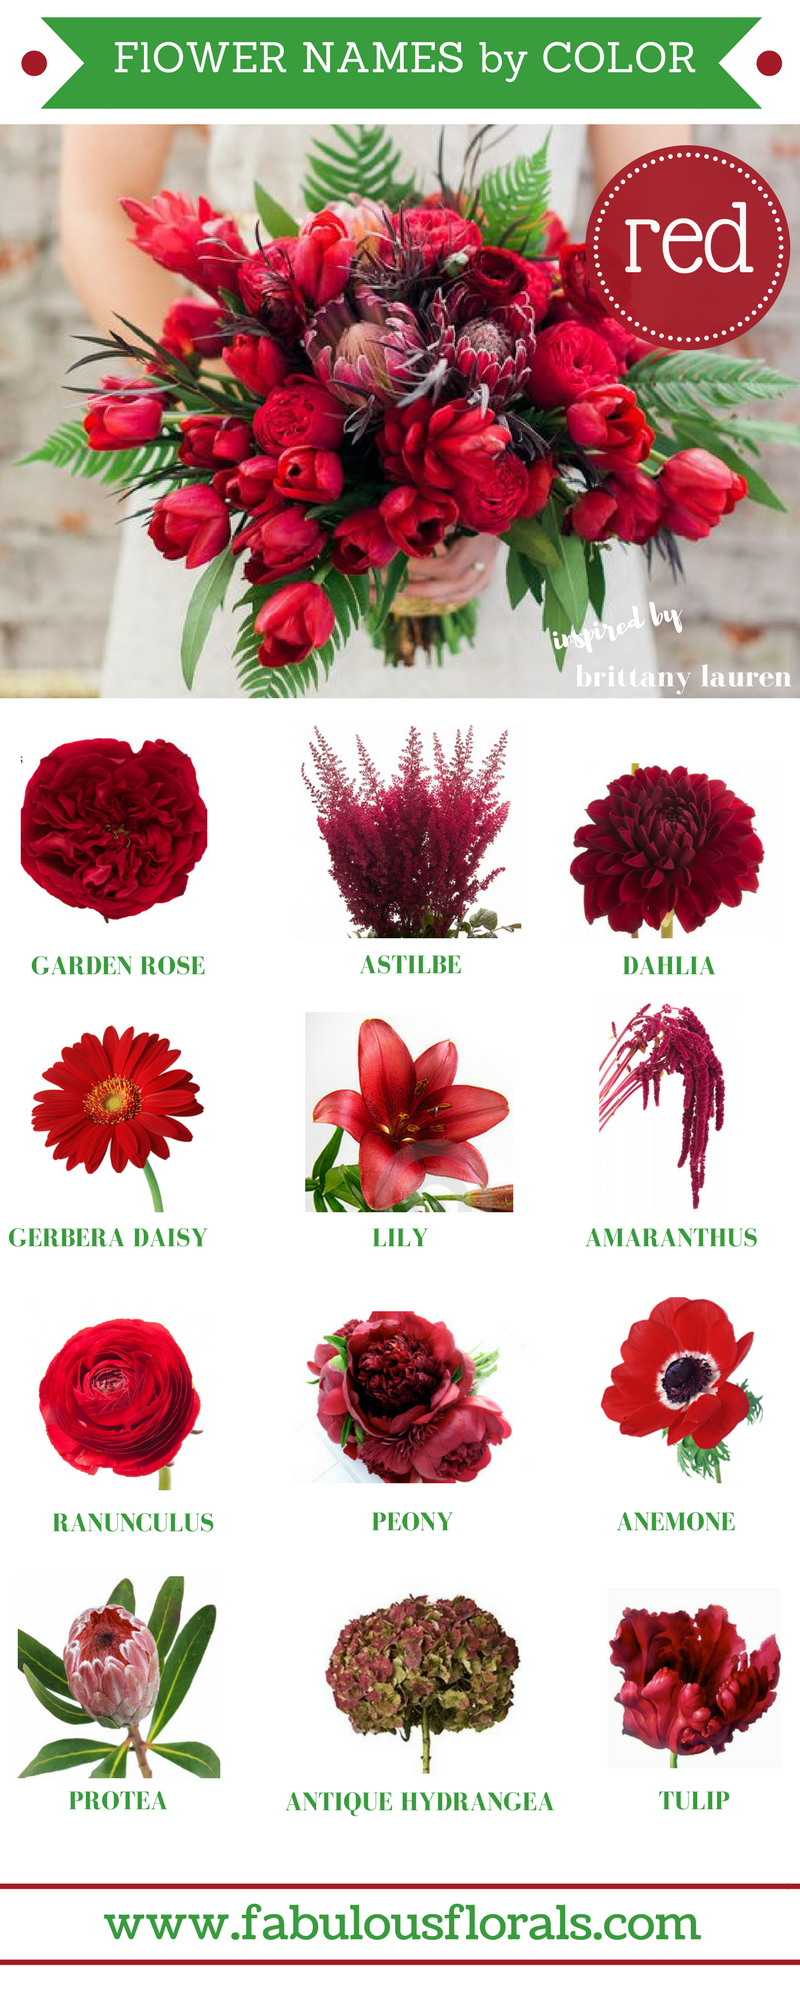 FlOWER NAMES by COLOR
red
inspired by
brittany lauren
GARDEN ROSE
ASTILBE
DAHLIA
GERBERA DAISY
LILY
AMARANTHUS
RANUNCULUS
PEONY
ANEMONE
PROTEA
ANTIQUE HYDRANGEA
TULIP
www.fabulousflorals.com